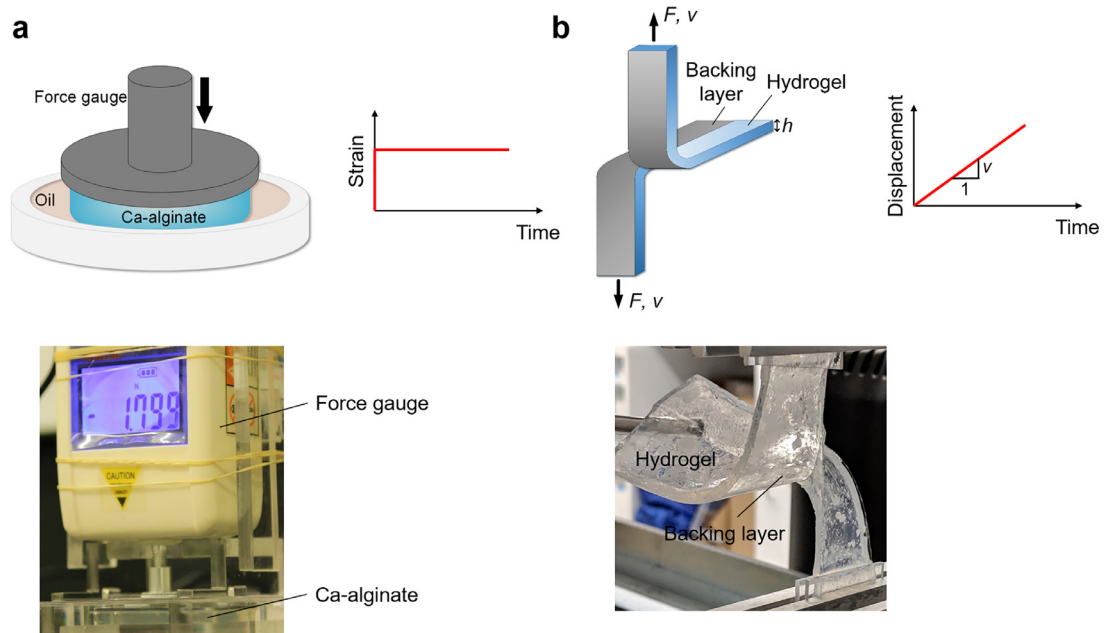 a
Force gauge
Oil
Ca-alginate
Strain
Time
b
F, v
Backing
layer
Hydrogel
h
F, v
Displacement
v
1
Time
N
- 1.799
CAUTION
Force gauge
Ca-alginate
Hydrogel
Backing layer